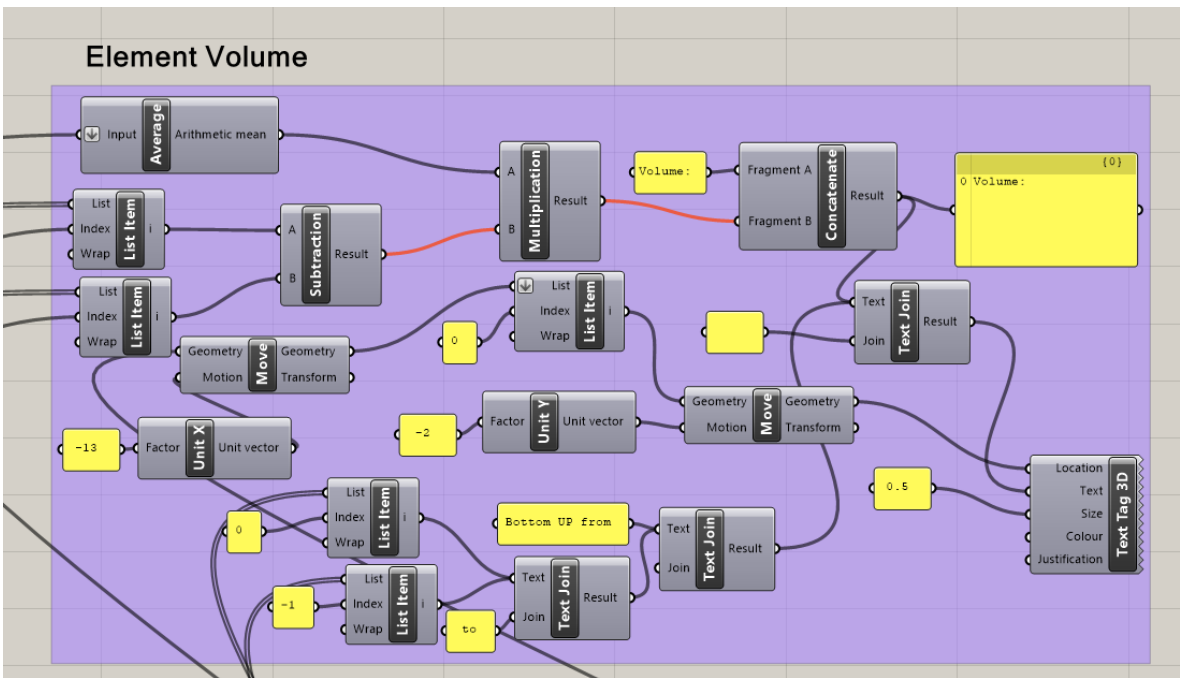 Element Volume
Input Average Arithmetic mean
List
Index List Item i
Wrap
A
B Subtraction Result
A
B Multiplication Result
Volume:
Fragment A
Fragment B Concatenate Result
{0}
0 Volume:
List
Index List Item i
Wrap
Geometry Move Geometry
Motion Transform
0
List
Index List Item i
Wrap
Text
Join Text Join Result
-13
Factor Unit X Unit vector
-2
Factor Unit Y Unit vector
Geometry Move Geometry
Motion Transform
0.5
Location
Text
Size
Colour
Justification
Text Tag 3D
0
List
Index List Item i
Wrap
Bottom UP from
Text
Join Text Join Result
-1
List
Index List Item i
Wrap
to
Text
Join Text Join Result